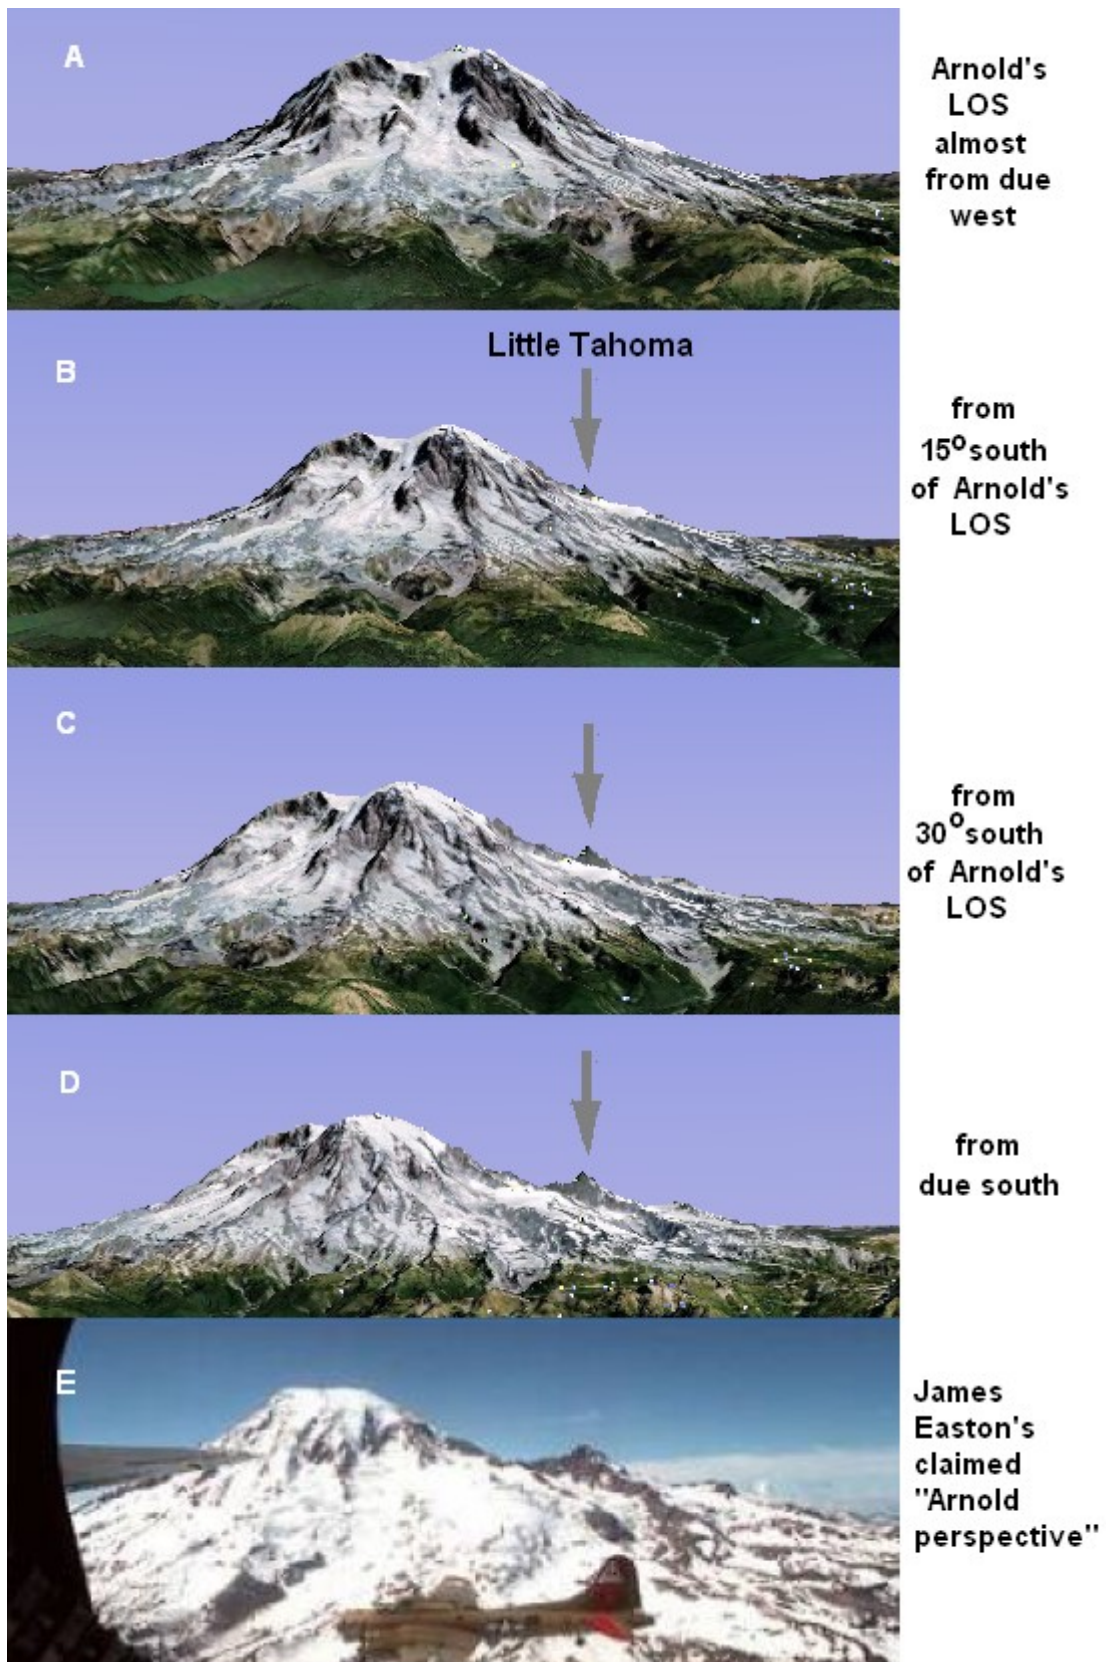 A
Arnold's
LOS
almost
from due
west
Little Tahoma
B
from
15° south
of Arnold's
LOS
C
from
30° south
of Arnold's
LOS
D
from
due south
E
James
Easton's
claimed
"Arnold
perspective"